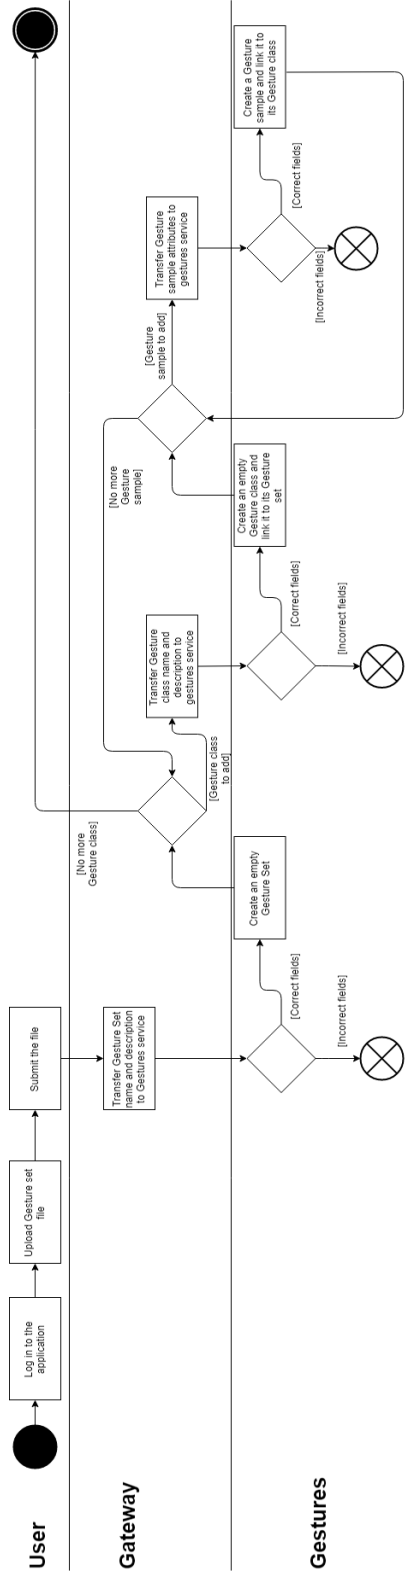 User
Log in to the
application
Upload Gesture set
file
Submit the file
[No more
Gesture class]
Gateway
Transfer Gesture Set
name and description
to Gestures service
[Gesture class
to add]
Transfer Gesture
class name and
description to
gestures service
[No more
Gesture
sample]
[Gesture
sample to add]
Transfer Gesture
sample attributes to
gestures service
Gestures
[Correct fields]
[Incorrect fields]
Create an empty
Gesture Set
[Correct fields]
[Incorrect fields]
Create an empty
Gesture class and
link it to its Gesture
set
[Correct fields]
[Incorrect fields]
Create a Gesture
sample and link it to
its Gesture class